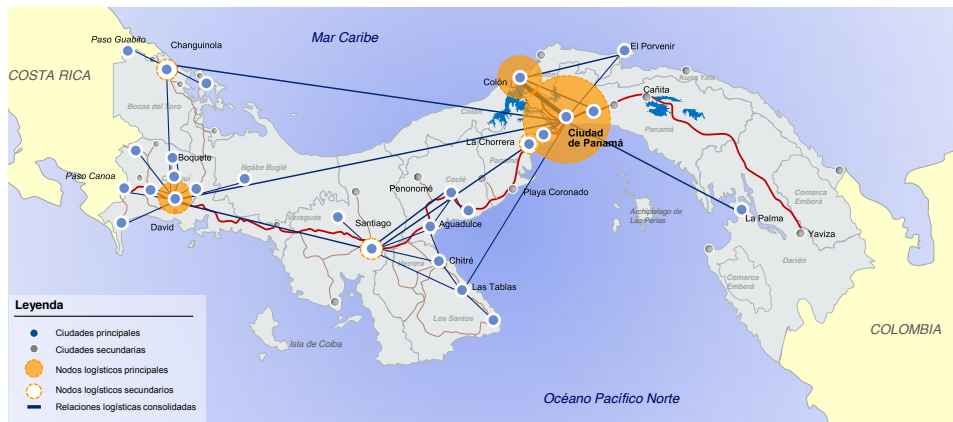 Mar Caribe
Paso Guabito
Changuinola
COSTA RICA
El Porvenir
Colón
Kuna Yala
Cañita
Bocas del Toro
Colón
Ciudad
de Panamá
Panamá
La Chorrera
Panamá
Boquete
Ngäbe Buglé
Paso Canoa
Coclé
Penonomé
Playa Coronado
Comarca
Emberá
Archipiélago de
Las Perlas
La Palma
Veraguas
Santiago
Aguadulce
David
Yaviza
Chitré
Herrera
Darién
Comarca
Emberá
Las Tablas
Los Santos
Isla de Coiba
COLOMBIA
Océano Pacífico Norte
Leyenda
Ciudades principales
Ciudades secundarias
Nodos logísticos principales
Nodos logísticos secundarios
Relaciones logísticas consolidadas